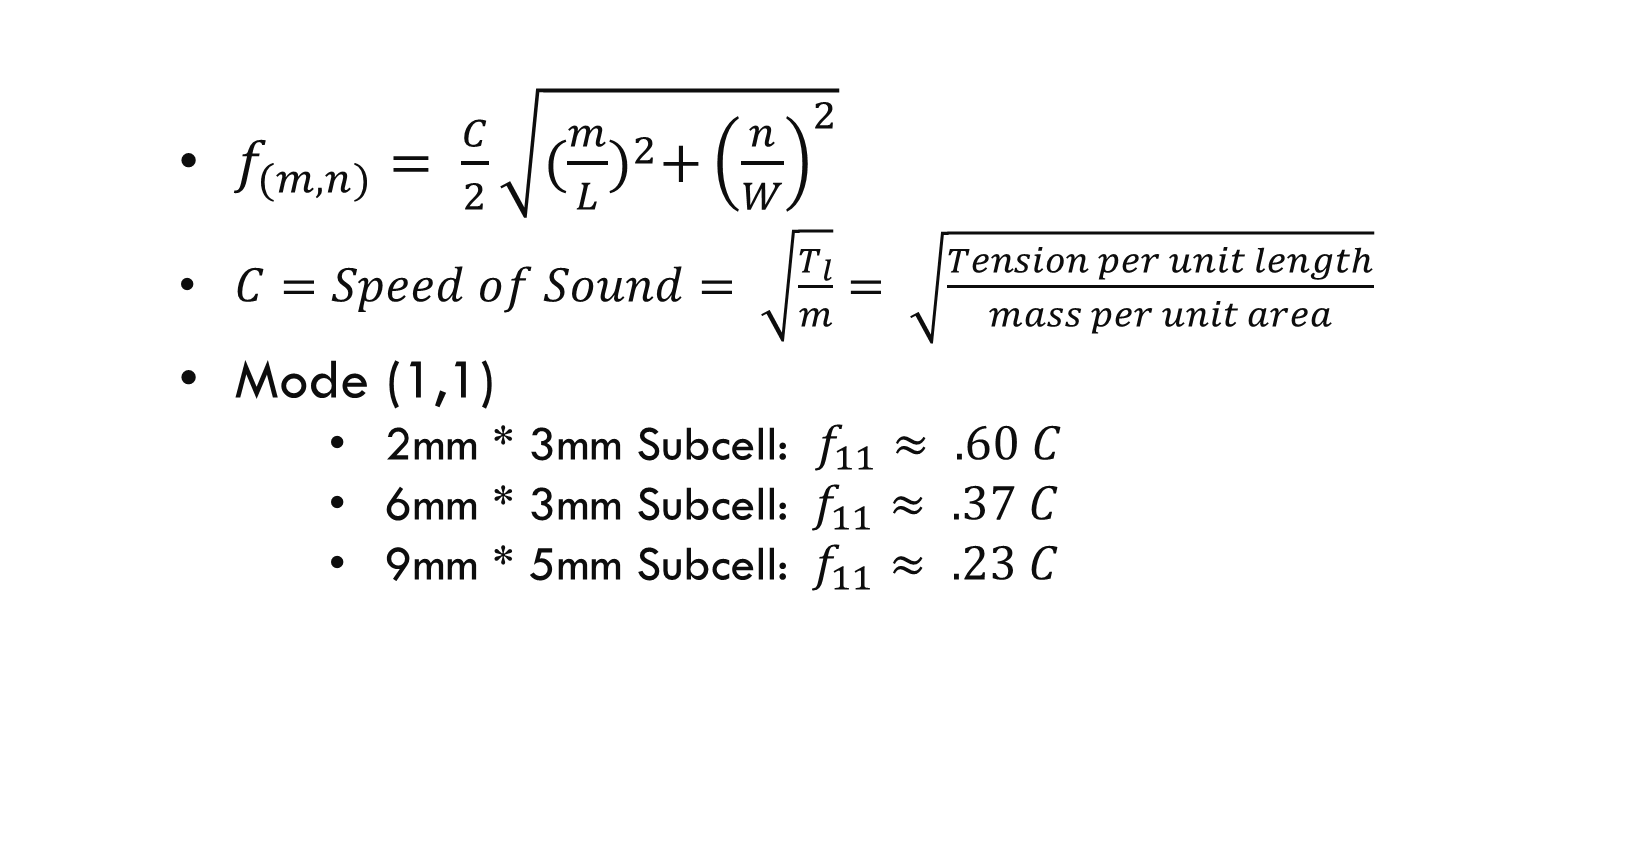 • f₍m,n₎ = C/2 √((m/L)² + (n/W)²)
• C = Speed of Sound = √(T_l/m) = √(Tension per unit length/mass per unit area)
• Mode (1,1)
• 2mm * 3mm Subcell: f₁₁ ≈ .60 C
• 6mm * 3mm Subcell: f₁₁ ≈ .37 C
• 9mm * 5mm Subcell: f₁₁ ≈ .23 C